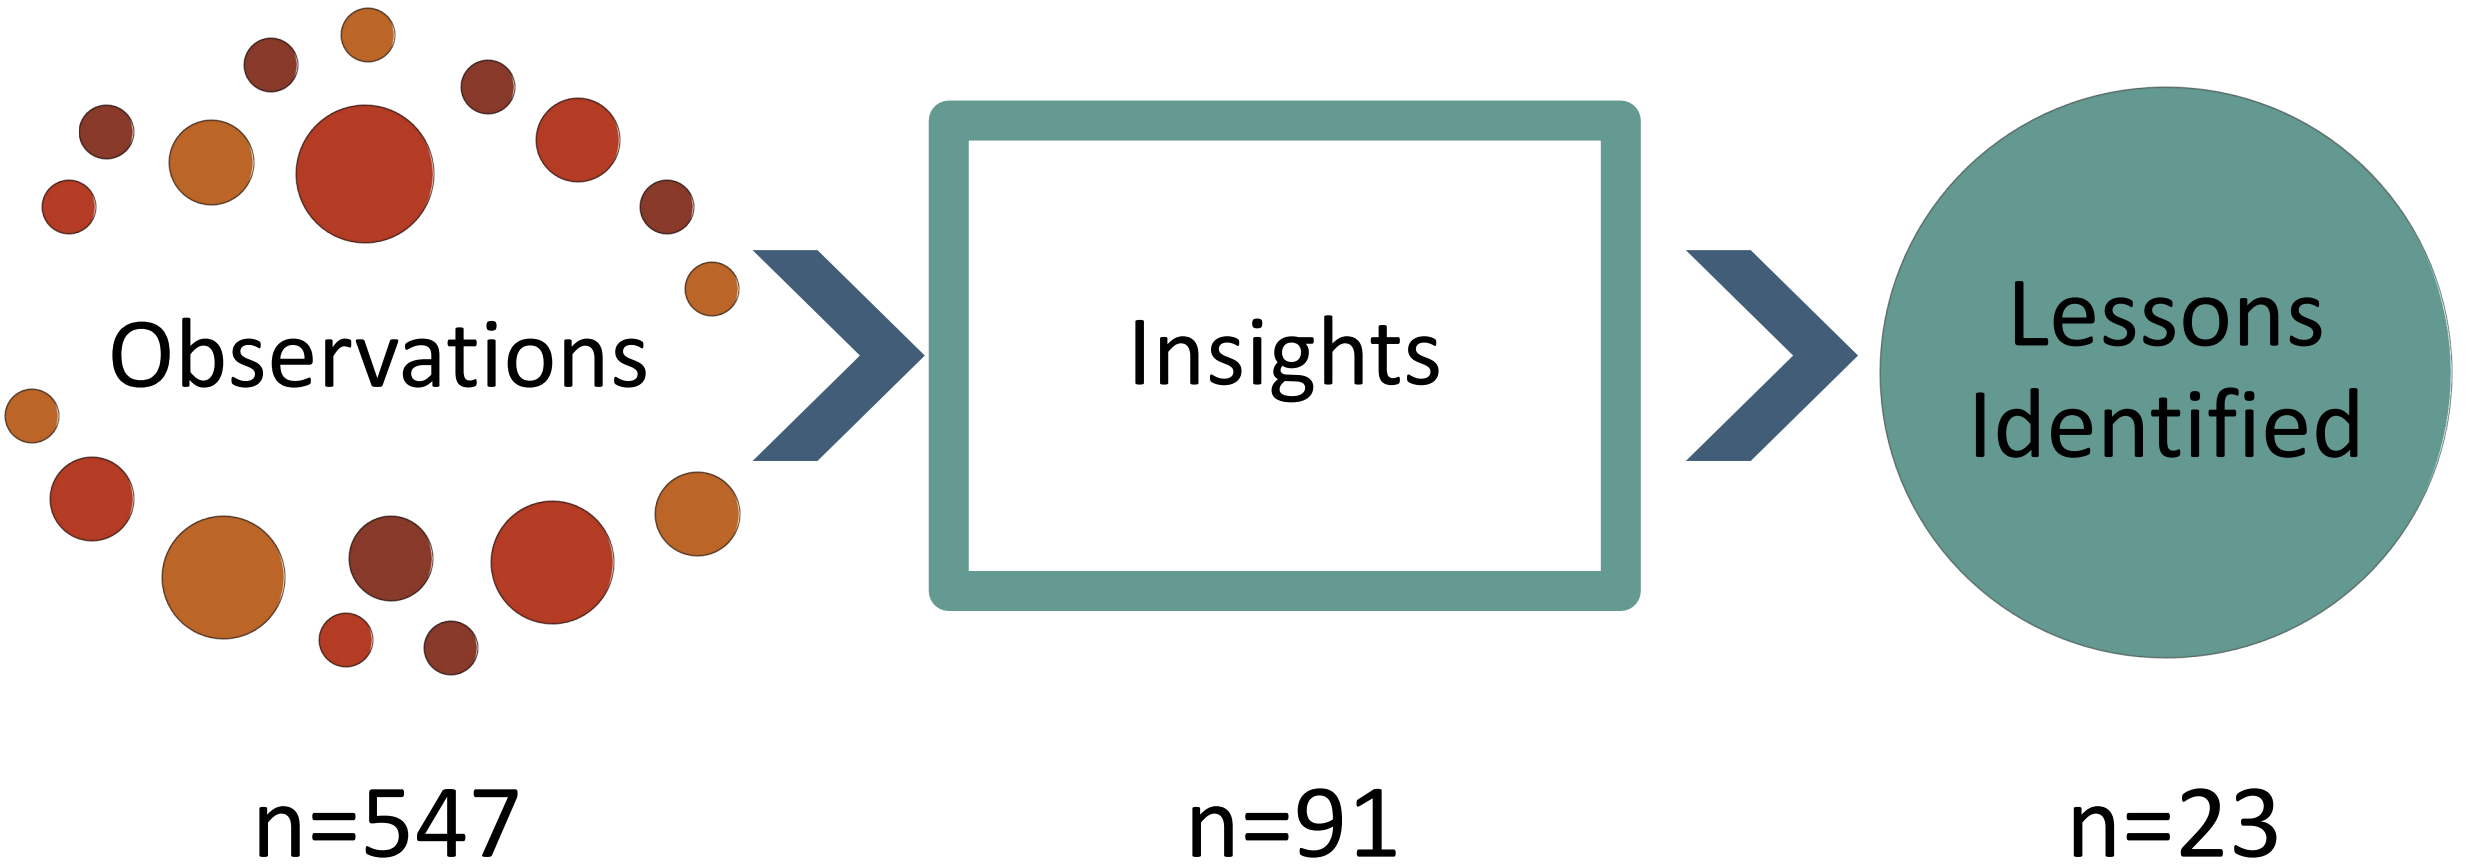 Observations
Insights
Lessons
Identified
n=547
n=91
n=23